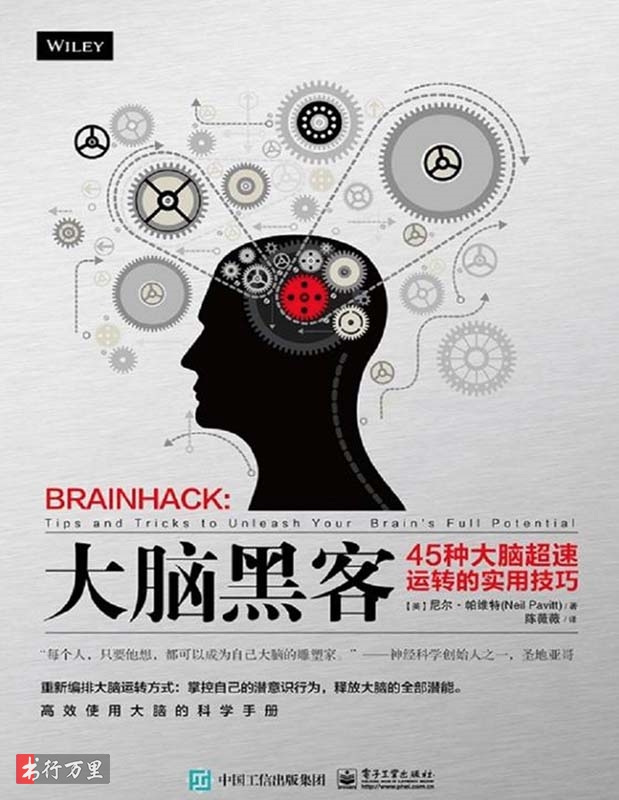 WILEY
BRAINHACK:
Tips and Tricks to Unleash Your Brain's Full Potential
大脑黑客
45种大脑超速
运转的实用技巧
【美】尼尔·帕维特(Neil Pavitt) 著
陈薇薇 译
“每个人，只要他想，都可以成为自己大脑的雕塑家。”——神经科学创始人之一，圣地亚哥
重新编排大脑运转方式：掌控自己的潜意识行为，释放大脑的全部潜能。
高效使用大脑的科学手册
书行万里
中国工信出版集团
电子工业出版社
http://www.phei.com.cn